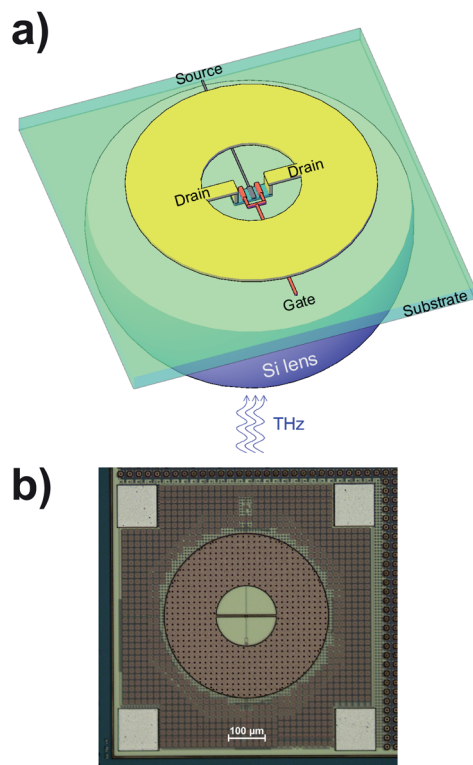 a)
Source
Drain
Drain
Gate
Substrate
Si lens
THz
b)
100 µm